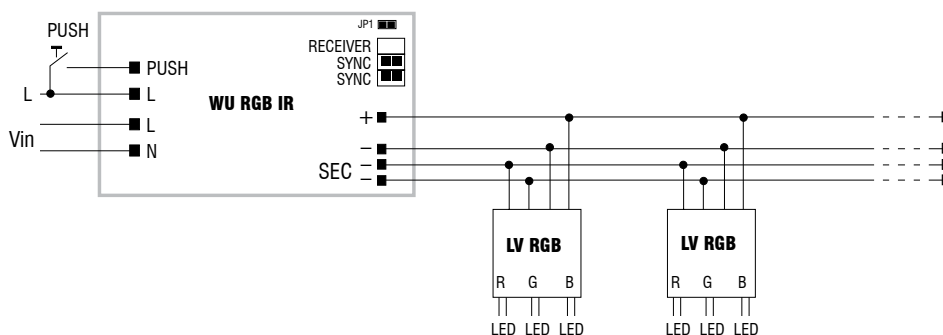 JP1
PUSH
RECEIVER
SYNC
SYNC
PUSH
L
L
WU RGB IR
Vin
L
N
+
−
−
−
SEC
LV RGB
R G B
LED LED LED
LV RGB
R G B
LED LED LED